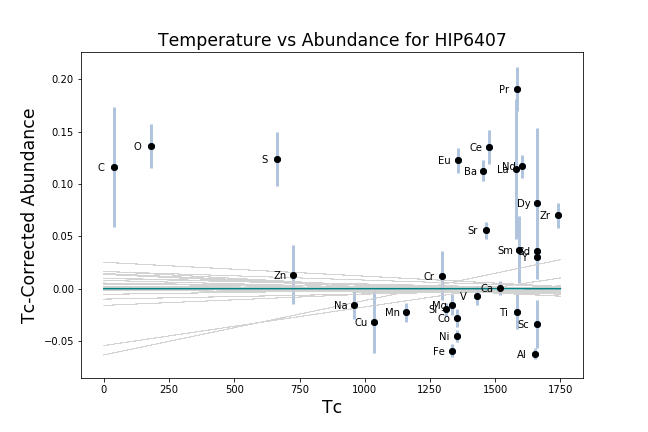 Temperature vs Abundance for HIP6407
Tc-Corrected Abundance
0.20
0.15
0.10
0.05
0.00
−0.05
Pr
O
C
S
Eu
Ce
Ba
Nd
La
Dy
Zr
Sr
Sm
Gd
Y
Zn
Cr
Ca
V
Na
Mg
Si
Cu
Mn
Co
Ti
Sc
Ni
Fe
Al
0
250
500
750
1000
1250
1500
1750
Tc